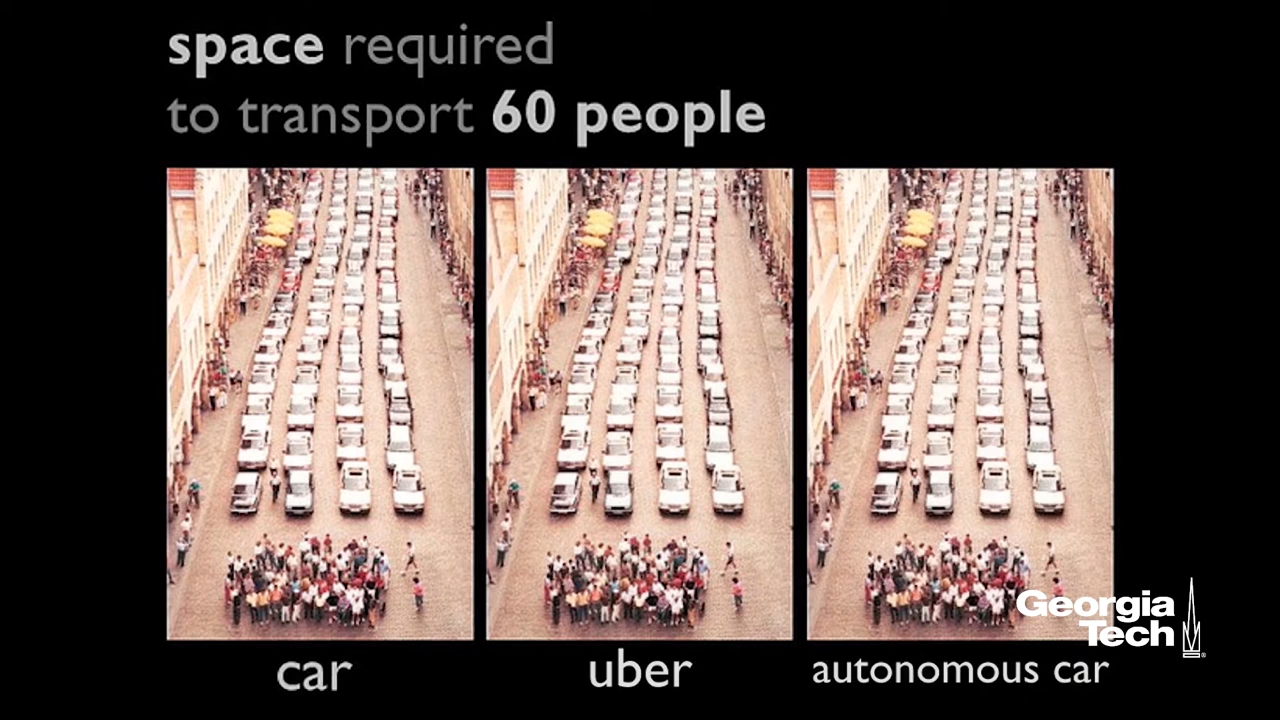 space required
to transport 60 people
car
uber
autonomous car
Georgia
Tech